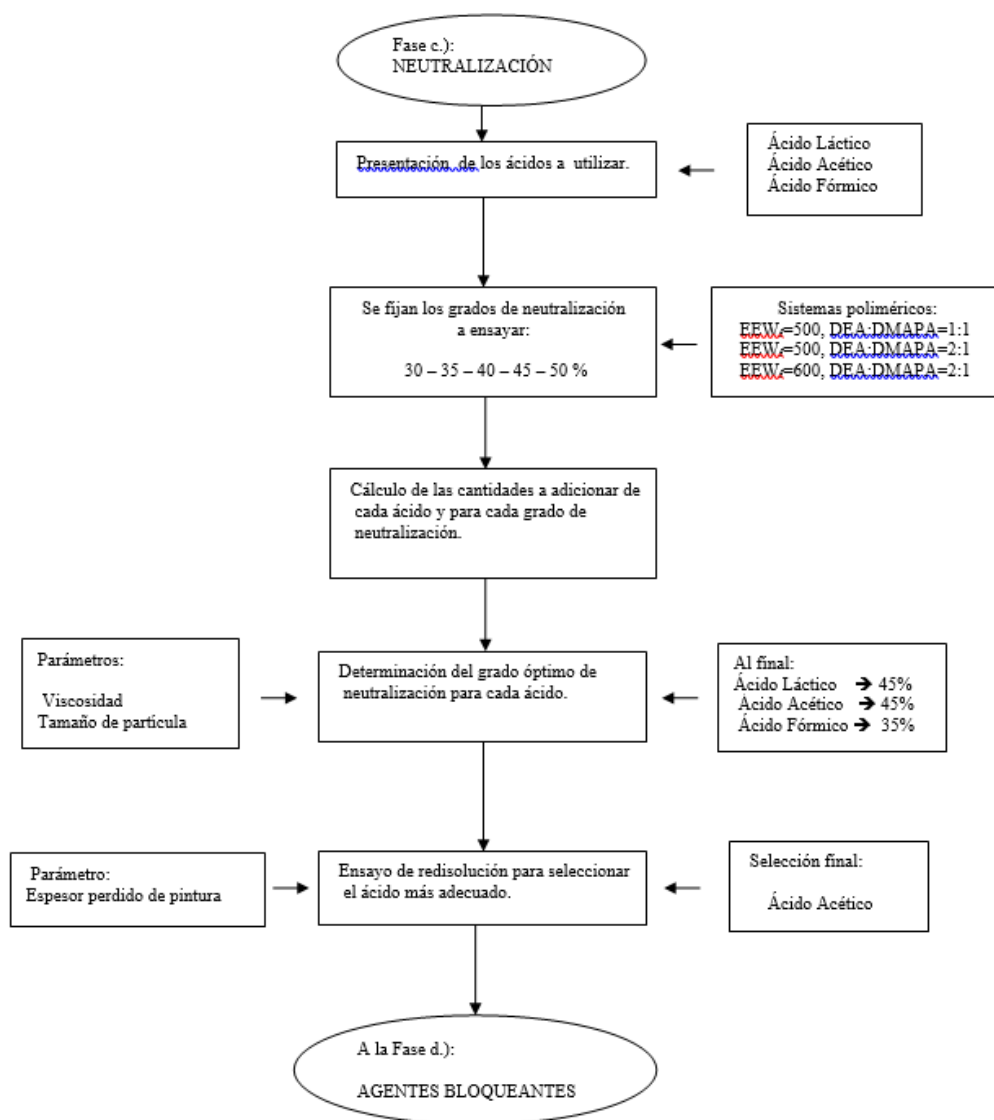 Fase c.):
NEUTRALIZACIÓN
Presentación de los ácidos a utilizar.
Ácido Láctico
Ácido Acético
Ácido Fórmico
Se fijan los grados de neutralización
a ensayar:
30 – 35 – 40 – 45 – 50 %
Sistemas poliméricos:
EEWf=500, DEA:DMAPA=1:1
EEWf=500, DEA:DMAPA=2:1
EEWf=600, DEA:DMAPA=2:1
Cálculo de las cantidades a adicionar de
cada ácido y para cada grado de
neutralización.
Parámetros:
Viscosidad
Tamaño de partícula
Determinación del grado óptimo de
neutralización para cada ácido.
Al final:
Ácido Láctico → 45%
Ácido Acético → 45%
Ácido Fórmico → 35%
Parámetro:
Espesor perdido de pintura
Ensayo de redisolución para seleccionar
el ácido más adecuado.
Selección final:
Ácido Acético
A la Fase d.):
AGENTES BLOQUEANTES